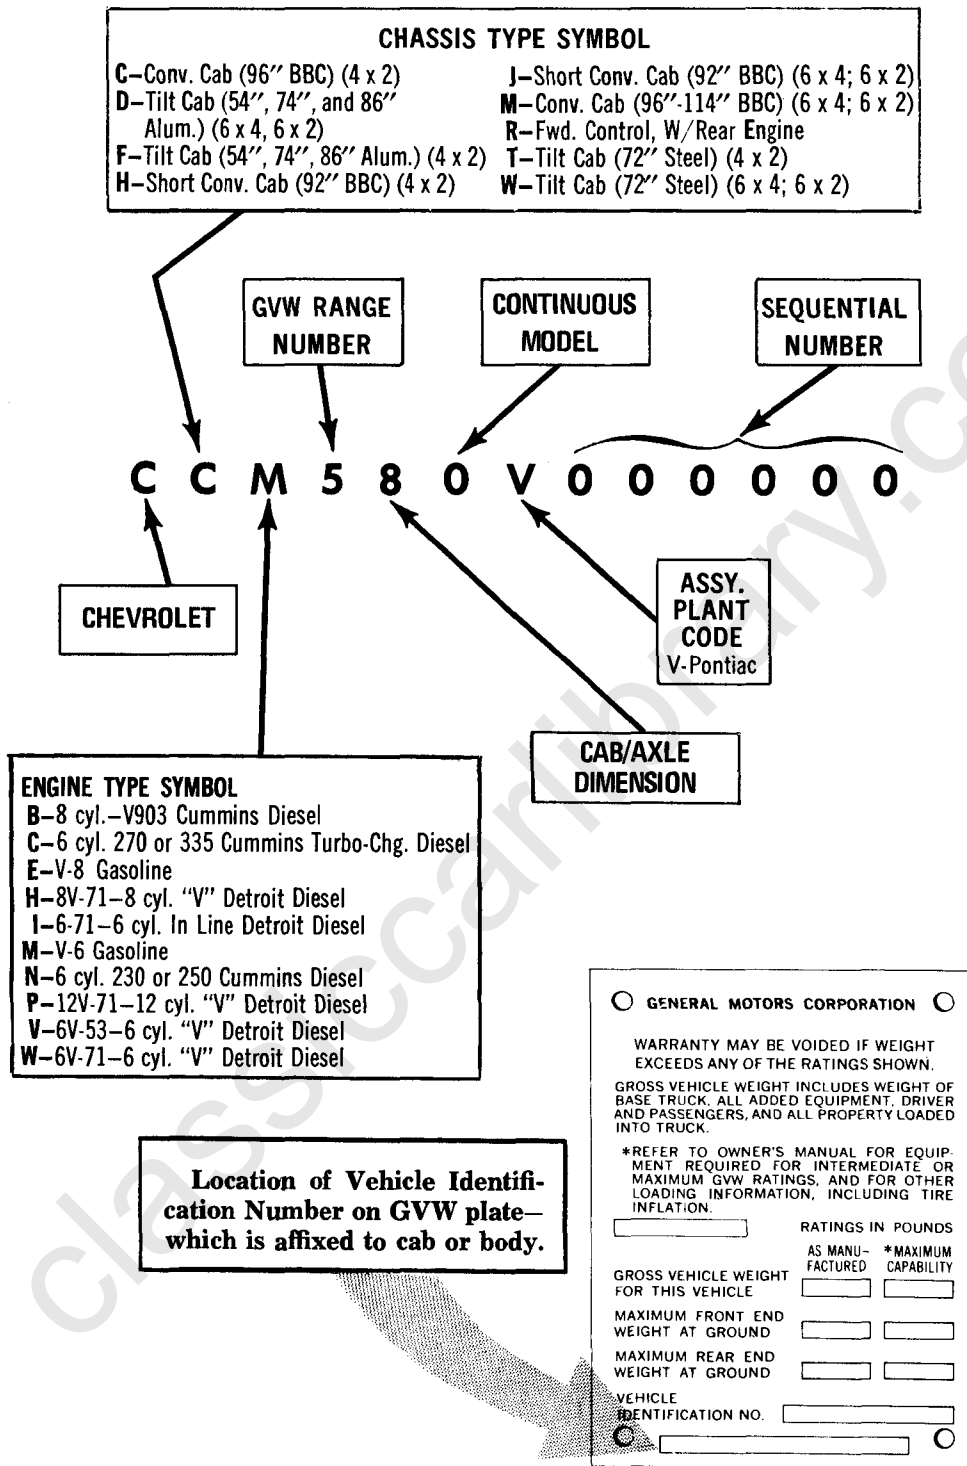 CHASSIS TYPE SYMBOL
C–Conv. Cab (96″ BBC) (4 x 2)
D–Tilt Cab (54″, 74″, and 86″
Alum.) (6 x 4, 6 x 2)
F–Tilt Cab (54″, 74″, 86″ Alum.) (4 x 2)
H–Short Conv. Cab (92″ BBC) (4 x 2)
J–Short Conv. Cab (92″ BBC) (6 x 4; 6 x 2)
M–Conv. Cab (96″-114″ BBC) (6 x 4; 6 x 2)
R–Fwd. Control, W/Rear Engine
T–Tilt Cab (72″ Steel) (4 x 2)
W–Tilt Cab (72″ Steel) (6 x 4; 6 x 2)
GVW RANGE
NUMBER
CONTINUOUS
MODEL
SEQUENTIAL
NUMBER
C C M 5 8 0 V 0 0 0 0 0 0
CHEVROLET
ASSY.
PLANT
CODE
V-Pontiac
CAB/AXLE
DIMENSION
ENGINE TYPE SYMBOL
B–8 cyl.–V903 Cummins Diesel
C–6 cyl. 270 or 335 Cummins Turbo-Chg. Diesel
E–V-8 Gasoline
H–8V-71–8 cyl. “V” Detroit Diesel
I–6-71–6 cyl. In Line Detroit Diesel
M–V-6 Gasoline
N–6 cyl. 230 or 250 Cummins Diesel
P–12V-71–12 cyl. “V” Detroit Diesel
V–6V-53–6 cyl. “V” Detroit Diesel
W–6V-71–6 cyl. “V” Detroit Diesel
Location of Vehicle Identifi-
cation Number on GVW plate—
which is affixed to cab or body.
GENERAL MOTORS CORPORATION
WARRANTY MAY BE VOIDED IF WEIGHT
EXCEEDS ANY OF THE RATINGS SHOWN.
GROSS VEHICLE WEIGHT INCLUDES WEIGHT OF
BASE TRUCK, ALL ADDED EQUIPMENT, DRIVER
AND PASSENGERS, AND ALL PROPERTY LOADED
INTO TRUCK.
*REFER TO OWNER'S MANUAL FOR EQUIP-
MENT REQUIRED FOR INTERMEDIATE OR
MAXIMUM GVW RATINGS, AND FOR OTHER
LOADING INFORMATION, INCLUDING TIRE
INFLATION.
RATINGS IN POUNDS
AS MANU-
FACTURED
*MAXIMUM
CAPABILITY
GROSS VEHICLE WEIGHT
FOR THIS VEHICLE
MAXIMUM FRONT END
WEIGHT AT GROUND
MAXIMUM REAR END
WEIGHT AT GROUND
VEHICLE
IDENTIFICATION NO.
classiccarlibrary.co